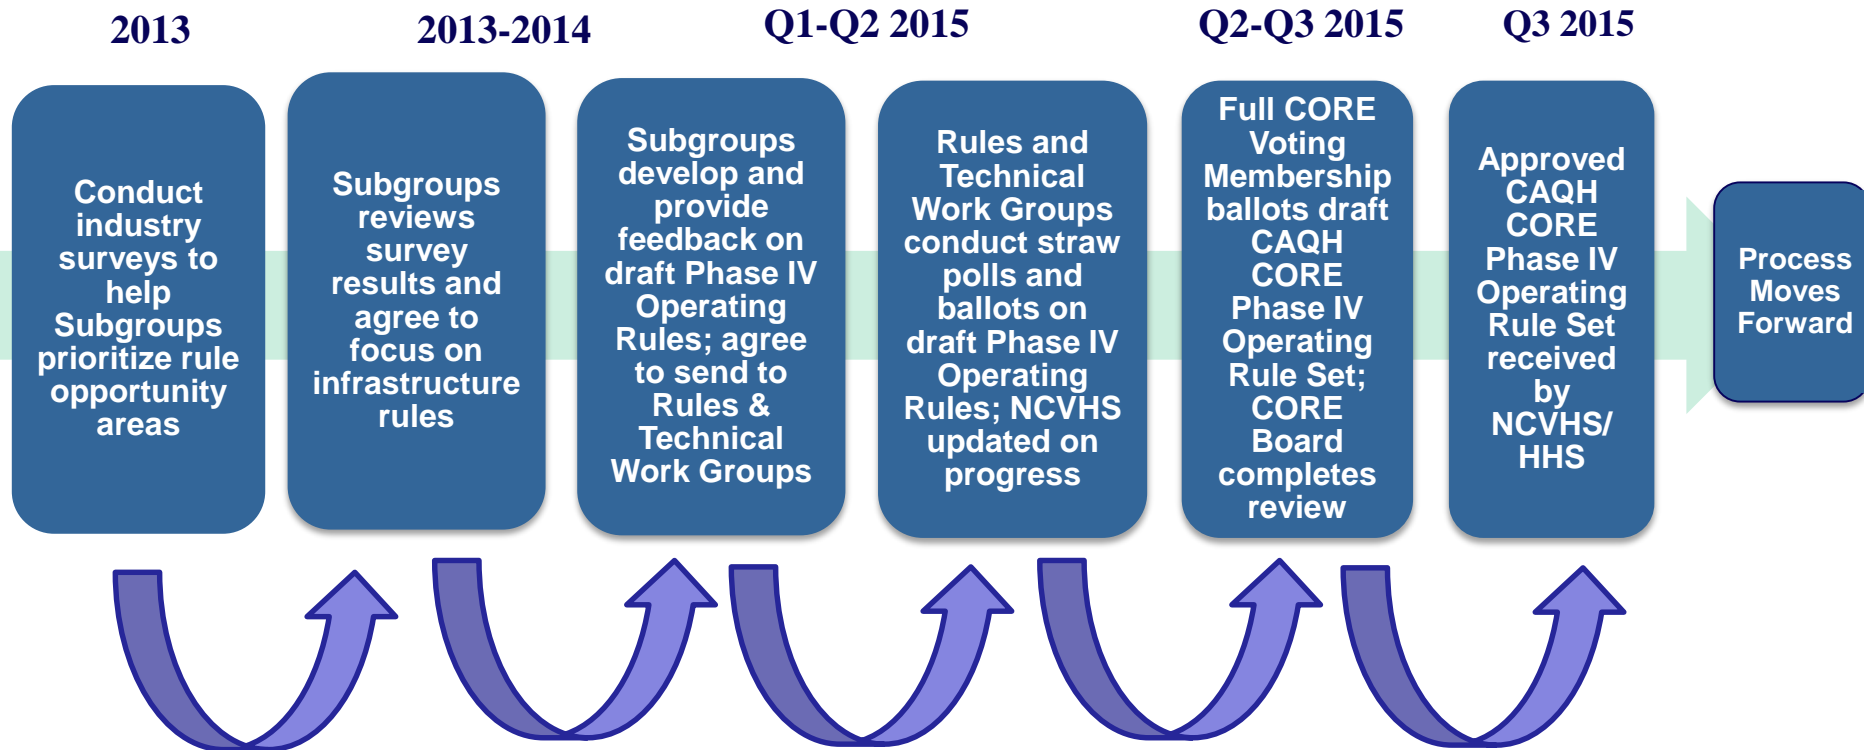 2013
2013-2014
Q1-Q2 2015
Q2-Q3 2015
Q3 2015
Conduct
industry
surveys to
help
Subgroups
prioritize rule
opportunity
areas
Subgroups
reviews
survey
results and
agree to
focus on
infrastructure
rules
Subgroups
develop and
provide
feedback on
draft Phase IV
Operating
Rules; agree
to send to
Rules &
Technical
Work Groups
Rules and
Technical
Work Groups
conduct straw
polls and
ballots on
draft Phase IV
Operating
Rules; NCVHS
updated on
progress
Full CORE
Voting
Membership
ballots draft
CAQH
CORE
Phase IV
Operating
Rule Set;
CORE
Board
completes
review
Approved
CAQH
CORE
Phase IV
Operating
Rule Set
received
by
NCVHS/
HHS
Process
Moves
Forward